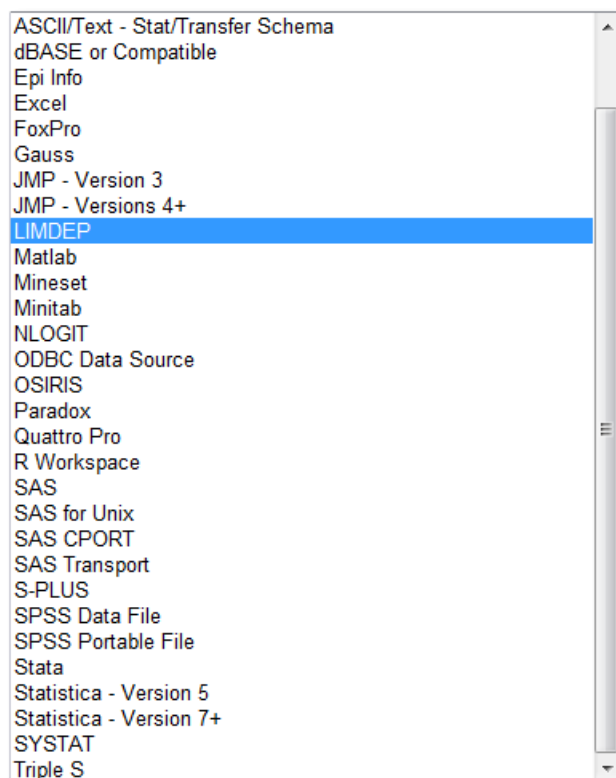 ASCII/Text - Stat/Transfer Schema
dBASE or Compatible
Epi Info
Excel
FoxPro
Gauss
JMP - Version 3
JMP - Versions 4+
LIMDEP
Matlab
Mineset
Minitab
NLOGIT
ODBC Data Source
OSIRIS
Paradox
Quattro Pro
R Workspace
SAS
SAS for Unix
SAS CPORT
SAS Transport
S-PLUS
SPSS Data File
SPSS Portable File
Stata
Statistica - Version 5
Statistica - Version 7+
SYSTAT
Triple S